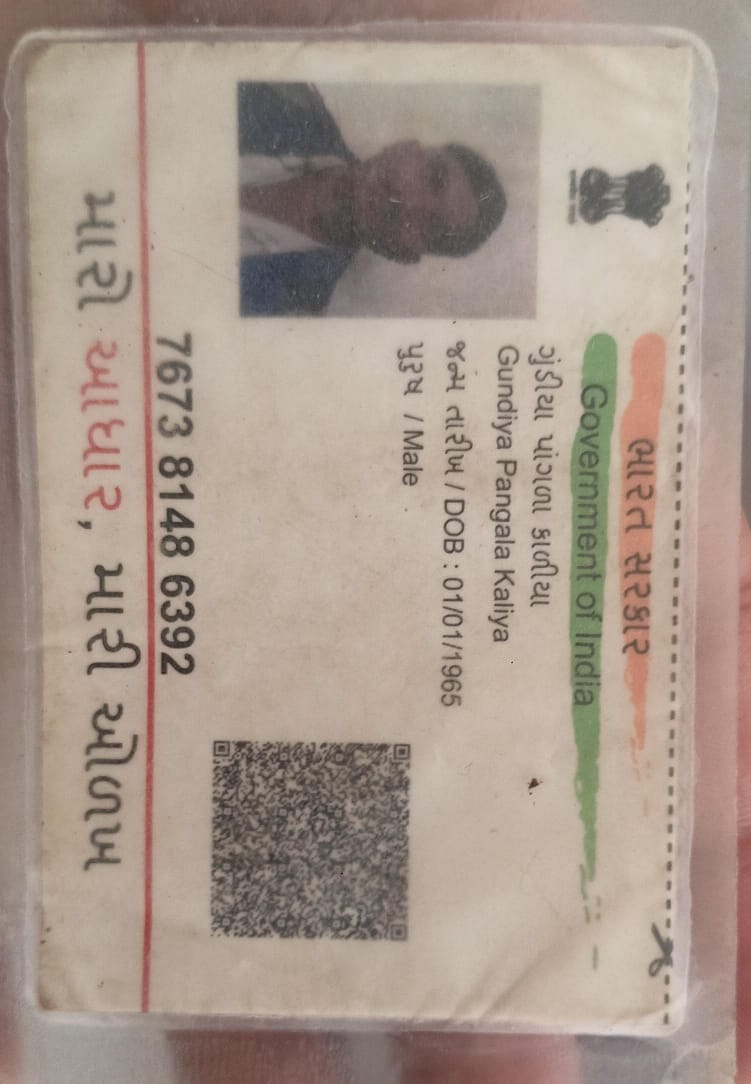 ભારત સરકાર
Government of India
ગુંડીયા પાંગળા કાળીયા
Gundiya Pangala Kaliya
જન્મ તારીખ / DOB : 01/01/1965
પુરુષ / Male
7673 8148 6392
મારો આધાર, મારી ઓળખ